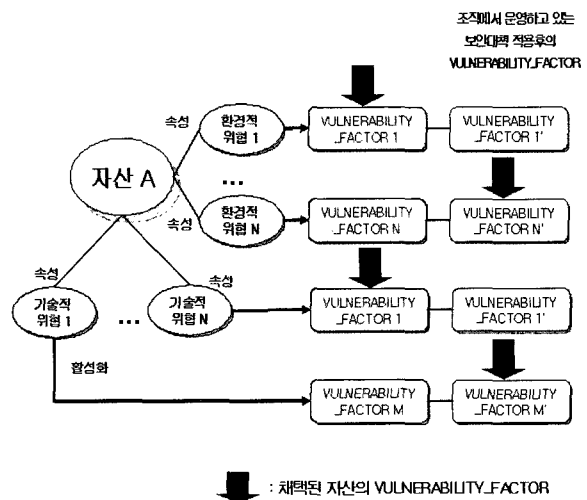 조직에서 운영하고 있는
보안대책 적용후의
VULNERABILITY_FACTOR
속성
환경적
위협 1
VULNERABILITY
_FACTOR 1
VULNERABILITY
_FACTOR 1'
자산 A
...
속성
환경적
위협 N
VULNERABILITY
_FACTOR N
VULNERABILITY
_FACTOR N'
속성
속성
기술적
위협 1
...
기술적
위협 N
VULNERABILITY
_FACTOR 1
VULNERABILITY
_FACTOR 1'
활성화
VULNERABILITY
_FACTOR M
VULNERABILITY
_FACTOR M'
: 채택된 자산의 VULNERABILITY_FACTOR